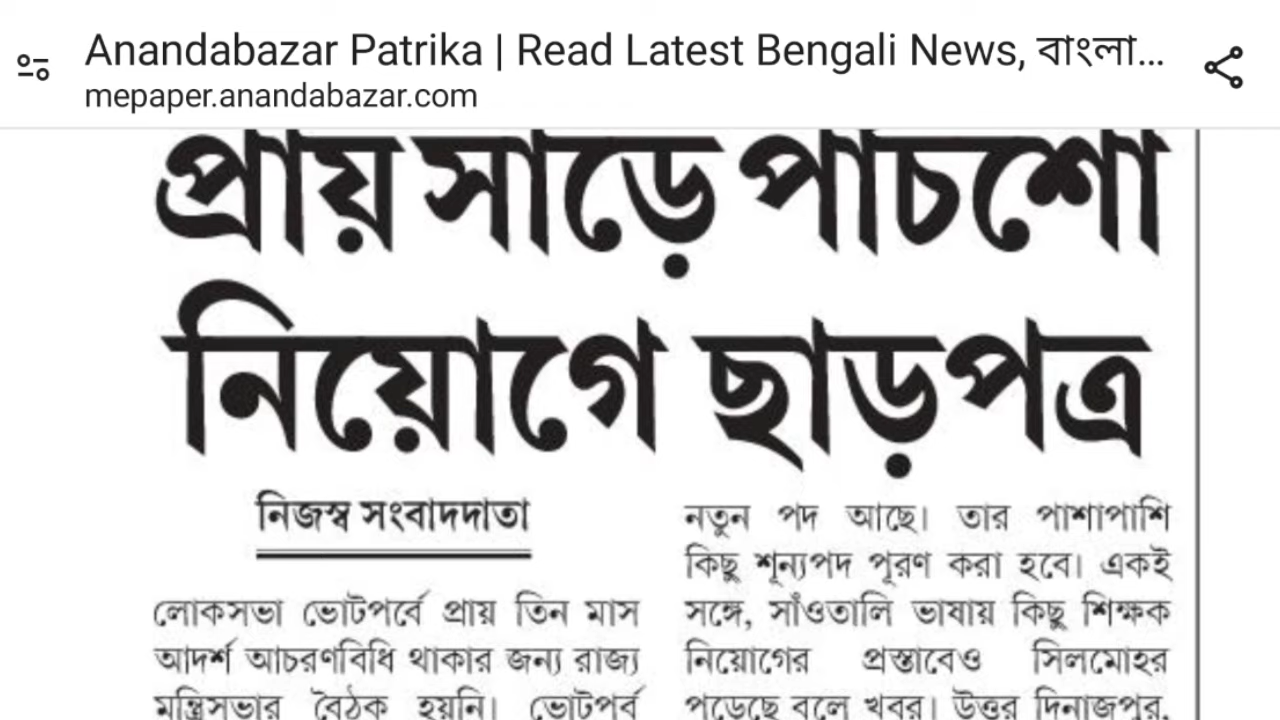 Anandabazar Patrika | Read Latest Bengali News, বাংলা...
mepaper.anandabazar.com
প্রায় সাড়ে পাচশো
নিয়োগে ছাড়পত্র
নিজস্ব সংবাদদাতা
লোকসভা ভোটপর্বে প্রায় তিন মাস
আদর্শ আচরণবিধি থাকার জন্য রাজ্য
মন্ত্রিসভার বৈঠক হয়নি। ভোটপর্ব
নতুন পদ আছে। তার পাশাপাশি
কিছু শূন্যপদ পূরণ করা হবে। একই
সঙ্গে, সাঁওতালি ভাষায় কিছু শিক্ষক
নিয়োগের প্রস্তাবেও সিলমোহর
পড়েছে বলে খবর। উত্তর দিনাজপুর,